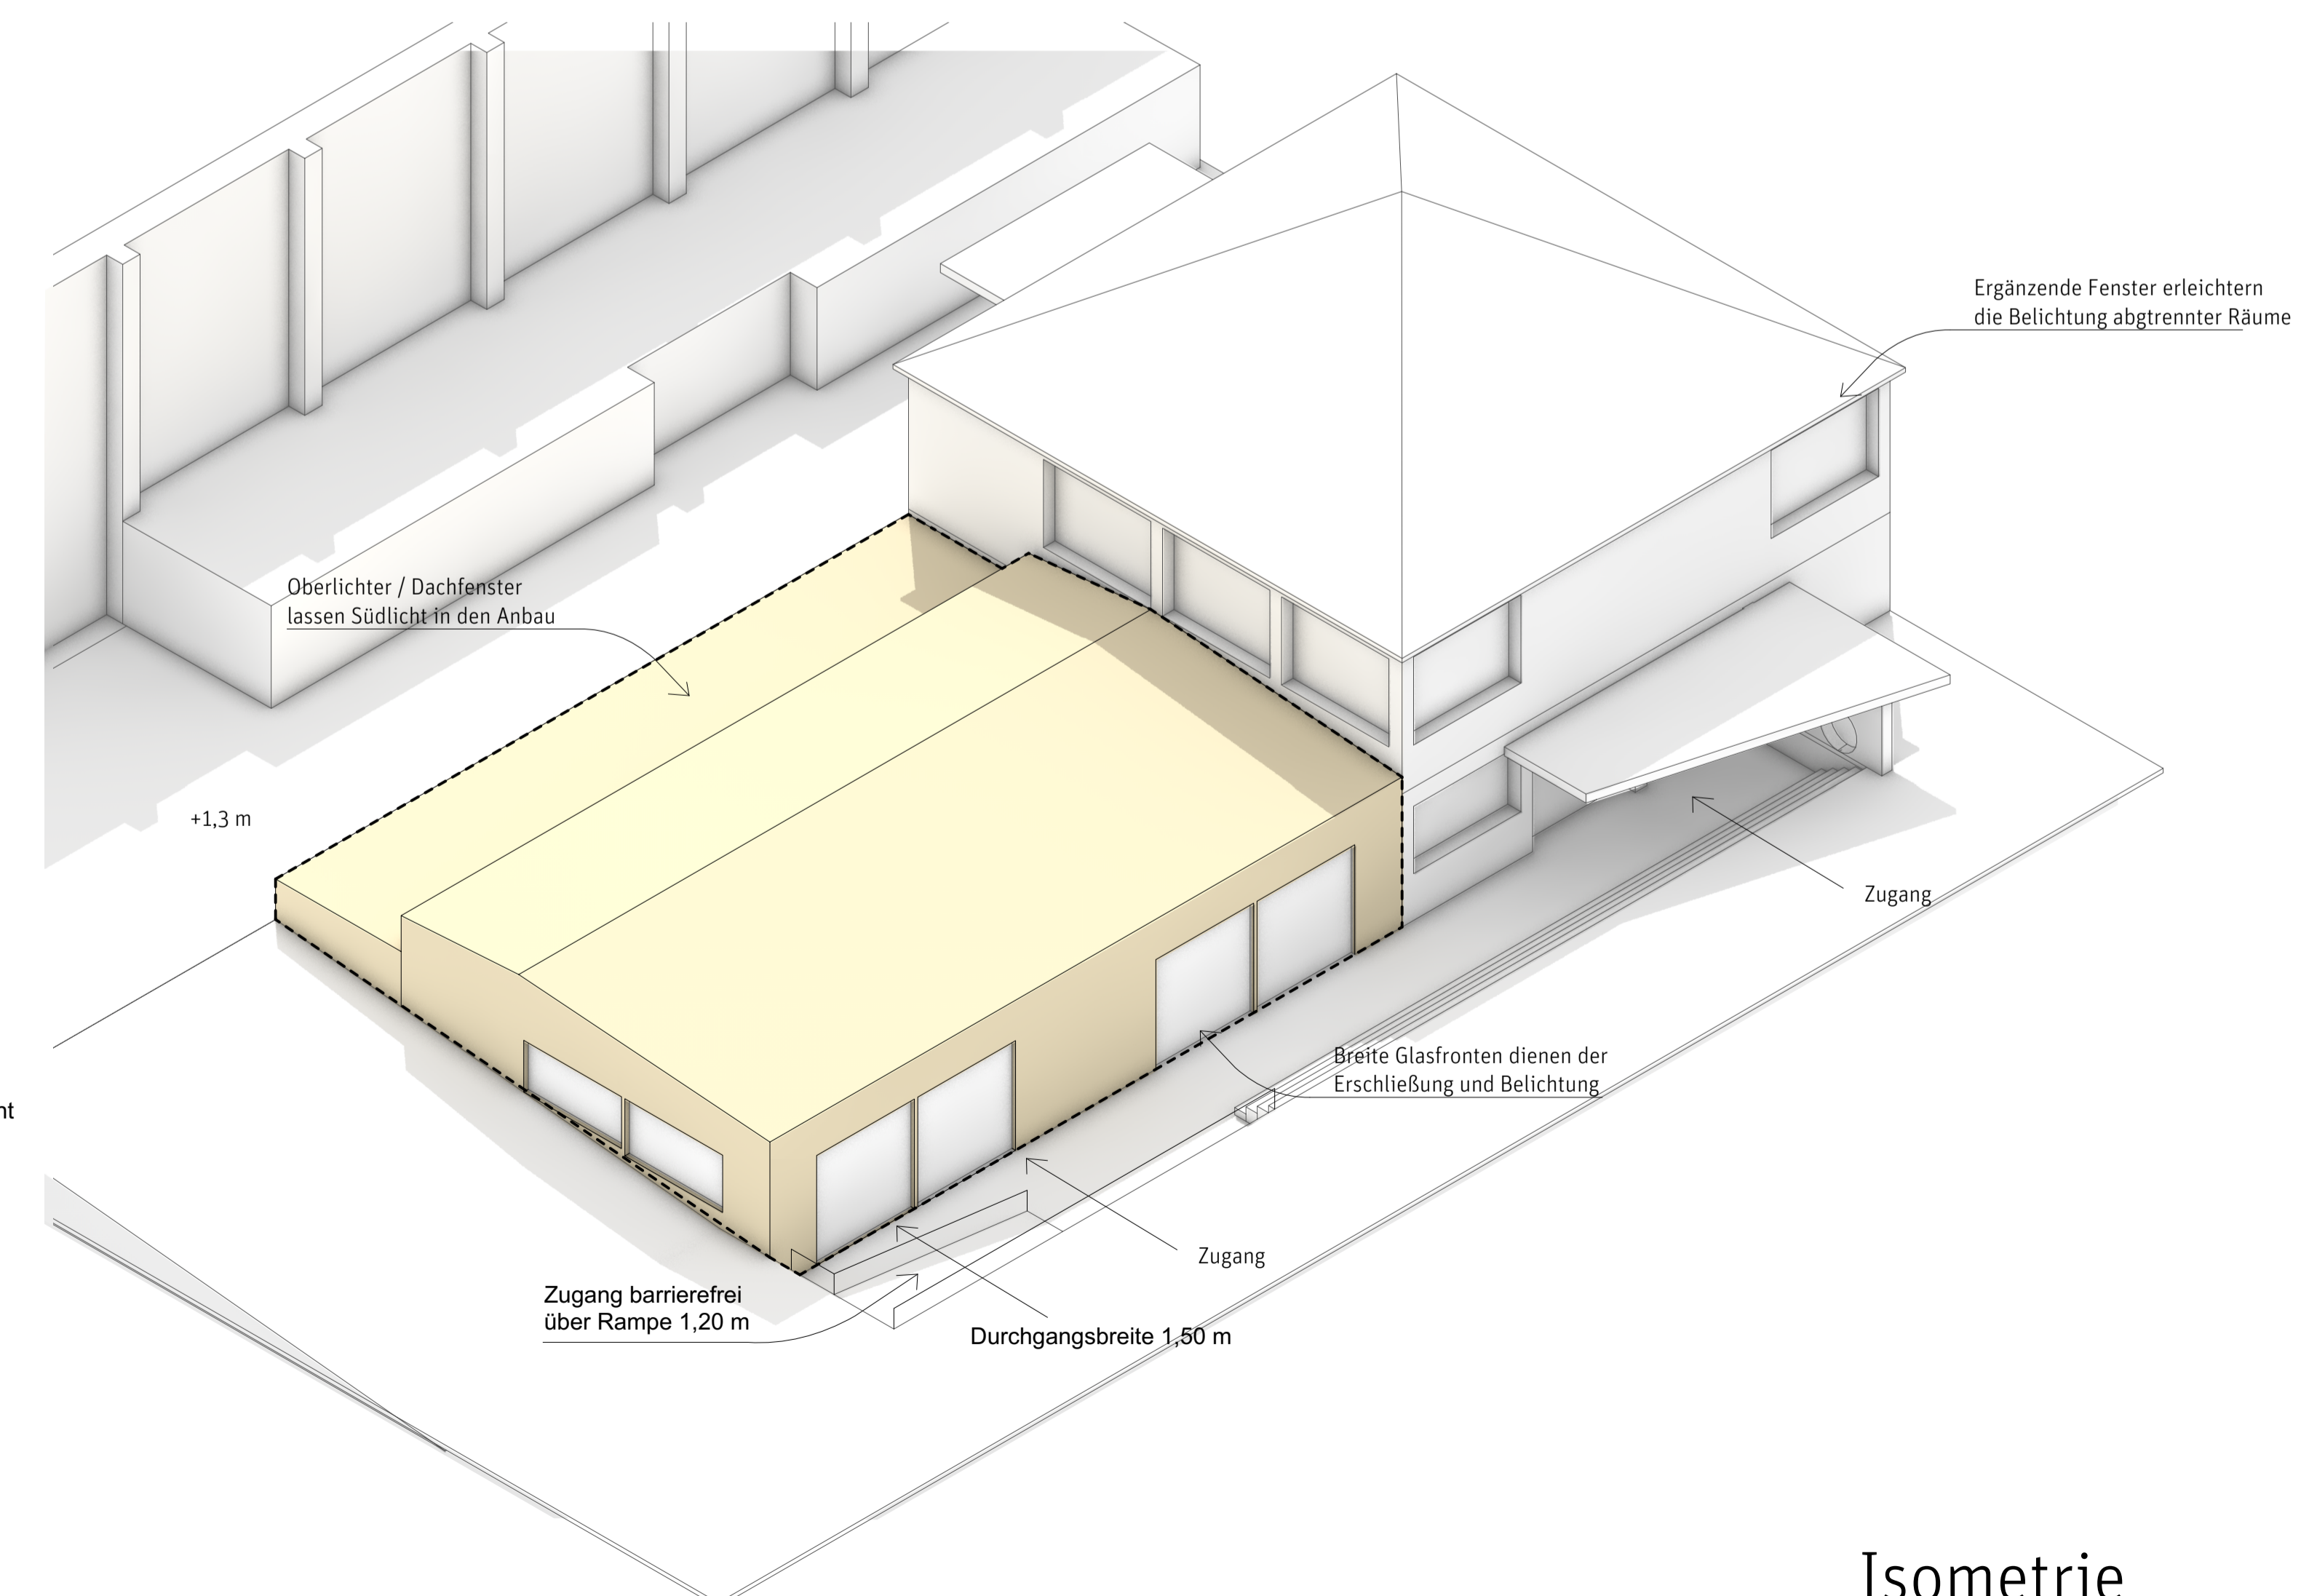 Ergänzende Fenster erleichtern
die Belichtung abgtrennter Räume
Oberlichter / Dachfenster
lassen Südlicht in den Anbau
+1,3 m
Zugang
Breite Glasfronten dienen der
Erschließung und Belichtung
nt
Zugang
Zugang barrierefrei
über Rampe 1,20 m
Durchgangsbreite 1,50 m
Isometrie